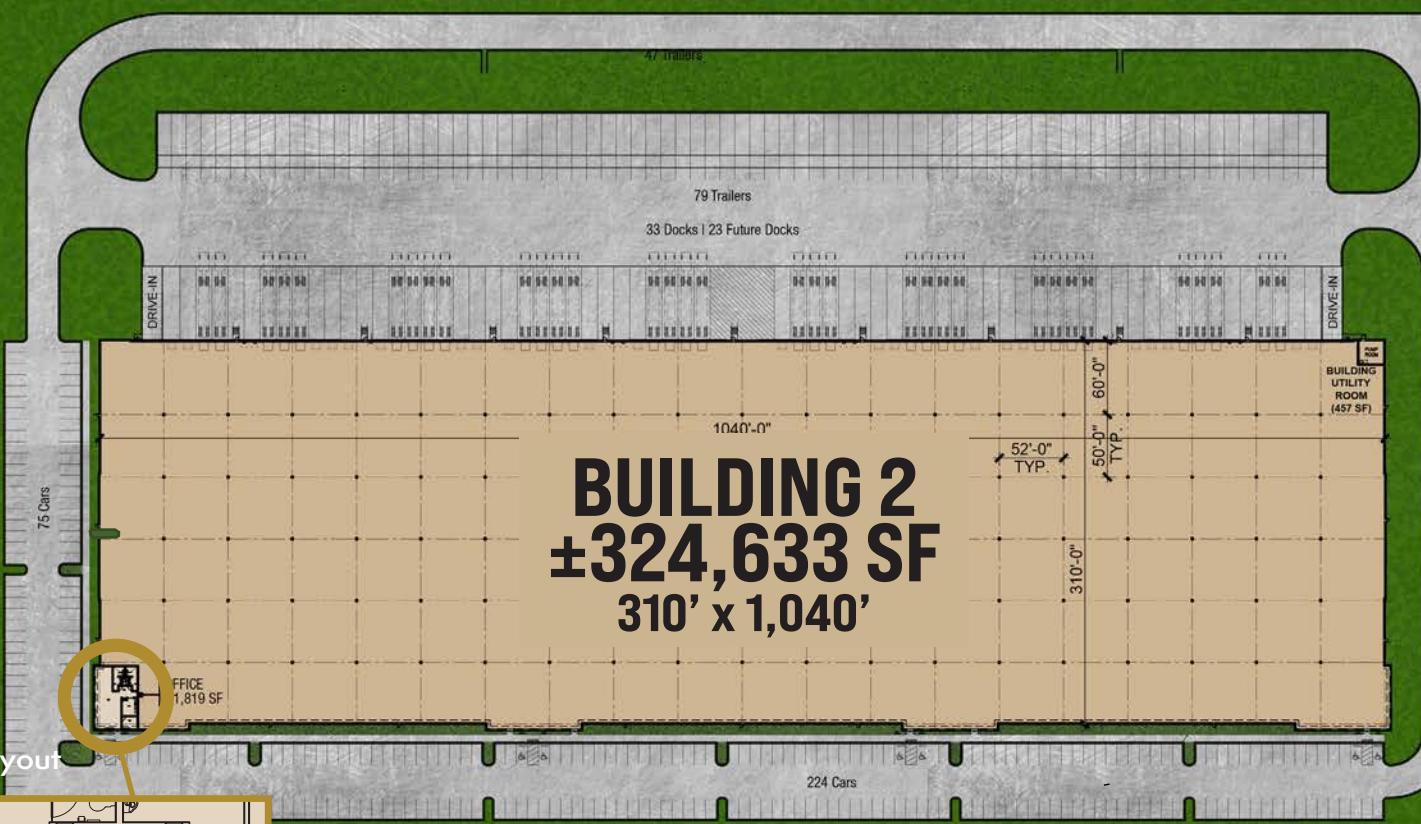 47 Trailers
79 Trailers
33 Docks | 23 Future Docks
DRIVE-IN
DRIVE-IN
PUMP
ROOM
BUILDING
UTILITY
ROOM
(457 SF)
60'-0"
1040'-0"
52'-0"
TYP.
50'-0"
TYP.
BUILDING 2
±324,633 SF
310’ x 1,040’
310'-0"
75 Cars
FFICE
1,819 SF
yout
224 Cars